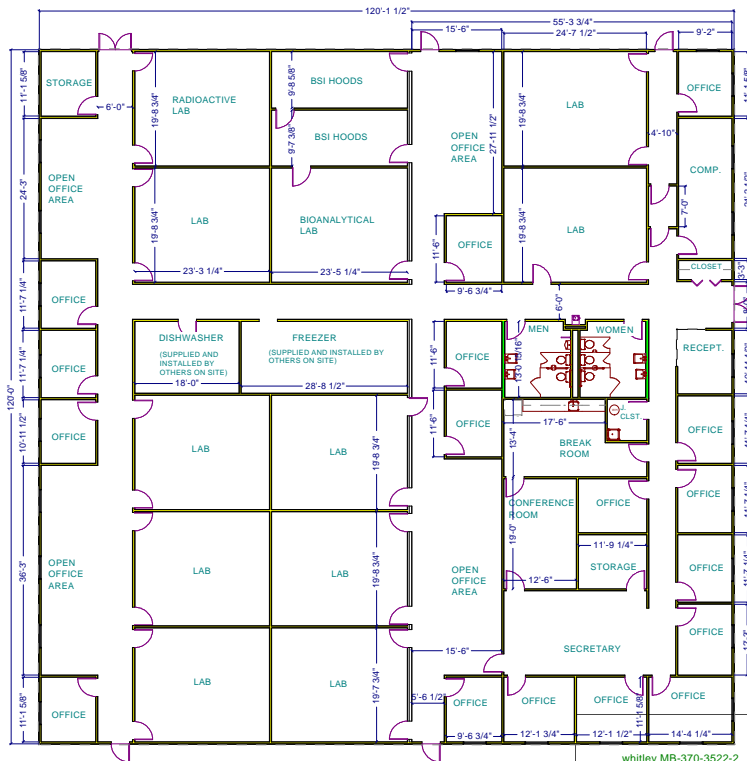 120'-1 1/2"
55'-3 3/4"
15'-6"
24'-7 1/2"
9'-2"
11'-1 5/8"
STORAGE
6'-0"
19'-8 3/4"
RADIOACTIVE
LAB
9'-8 5/8"
BSI HOODS
9'-7 3/8"
BSI HOODS
OPEN
OFFICE
AREA
27'-11 1/2"
LAB
4'-10"
OFFICE
COMP.
7'-0"
24'-3"
OPEN
OFFICE
AREA
19'-8 3/4"
LAB
BIOANALYTICAL
LAB
23'-3 1/4"
23'-5 1/4"
11'-6"
OFFICE
9'-6 3/4"
LAB
CLOSET
6'-0"
11'-7 1/4"
OFFICE
120'-0"
DISHWASHER
(SUPPLIED AND
INSTALLED BY
OTHERS ON SITE)
18'-0"
FREEZER
(SUPPLIED AND INSTALLED BY
OTHERS ON SITE)
28'-8 1/2"
11'-6"
OFFICE
MEN
WOMEN
RECEPT.
11'-7 1/4"
OFFICE
10'-11 1/2"
OFFICE
LAB
LAB
19'-8 3/4"
11'-6"
OFFICE
13'-4"
17'-6"
BREAK
ROOM
J.
CLST.
OFFICE
CONFERENCE
ROOM
19'-0"
12'-6"
OFFICE
11'-9 1/4"
STORAGE
OFFICE
36'-3"
OPEN
OFFICE
AREA
LAB
LAB
19'-8 3/4"
OPEN
OFFICE
AREA
OFFICE
15'-6"
SECRETARY
OFFICE
11'-1 5/8"
OFFICE
LAB
LAB
19'-7 3/4"
5'-6 1/2"
OFFICE
9'-6 3/4"
OFFICE
12'-1 3/4"
OFFICE
12'-1 1/2"
11'-1 5/8"
OFFICE
14'-4 1/4"
whitley MB-370-3522-2